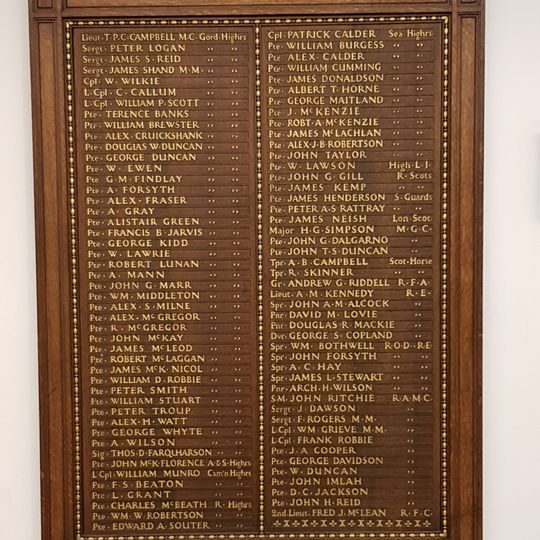 Lieut·T·P·C·CAMPBELL M·C· Gord·Highrs
Sergt· PETER LOGAN " "
Sergt· JAMES S·REID " "
Sergt· JAMES SHAND M·M· " "
Cpl· W· WILKIE " "
L·Cpl· C· CALLUM " "
L·Cpl· WILLIAM P·SCOTT " "
Pte· TERENCE BANKS " "
Pte· WILLIAM BREWSTER " "
Pte· ALEX CRUICKSHANK " "
Pte· DOUGLAS W·DUNCAN " "
Pte· GEORGE DUNCAN " "
Pte· W· EWEN " "
Pte· G·M·FINDLAY " "
Pte· A· FORSYTH " "
Pte· ALEX· FRASER " "
Pte· A· GRAY " "
Pte· ALISTAIR GREEN " "
Pte· FRANCIS B·JARVIS " "
Pte· GEORGE KIDD " "
Pte· W· LAWRIE " "
Pte· ROBERT LUNAN " "
Pte· A· MANN " "
Pte· JOHN G·MARR " "
Pte· WM· MIDDLETON " "
Pte· ALEX·S·MILNE " "
Pte· ALEX· McGREGOR " "
Pte· R· McGREGOR " "
Pte· JOHN McKAY " "
Pte· JAMES McLEOD " "
Pte· ROBERT McLAGGAN " "
Pte· JAMES McK·NICOL " "
Pte· WILLIAM D·ROBBIE " "
Pte· PETER SMITH " "
Pte· WILLIAM STUART " "
Pte· PETER TROUP " "
Pte· ALEX·H·WATT " "
Pte· GEORGE WHYTE " "
Pte· A·WILSON " "
Sig· THOS·D·FARQUHARSON " "
Pte· JOHN McK·FLORENCE A·&·S·Highrs
L·Cpl· WILLIAM MUNRO Cam'n Highrs
Pte· F·S·BEATON " "
Pte· L· GRANT " "
Pte· CHARLES McBEATH R·Highrs
Pte· WM·W·ROBERTSON " "
Pte· EDWARD A·SOUTER " "
Cpl· PATRICK CALDER Sea·Highrs
Pte· WILLIAM BURGESS " "
Pte· ALEX· CALDER " "
Pte· WILLIAM CUMMING " "
Pte· JAMES DONALDSON " "
Pte· ALBERT T·HORNE " "
Pte· GEORGE MAITLAND " "
Pte· J· McKENZIE " "
Pte· ROBT·A·McKENZIE " "
Pte· JAMES McLACHLAN " "
Pte· ALEX·J·B·ROBERTSON " "
Pte· JOHN TAYLOR " "
Pte· W· LAWSON High·L·I·
Pte· JOHN G·GILL R·Scots
Pte· JAMES KEMP " "
Pte· JAMES HENDERSON S·Guards
Pte· PETER A·S·RATTRAY " "
Pte· JAMES NEISH Lon·Scot
Major H·G·SIMPSON M·G·C·
Pte· JOHN G·DALGARNO "
Pte· JOHN T·S·DUNCAN "
Tpr· A·B·CAMPBELL Scot·Horse
Tpr· R· SKINNER " "
Gr· ANDREW G·RIDDELL R·F·A·
Lieut· A·M·KENNEDY R·E·
Spr· JOHN A·M·ALCOCK "
Pnr· DAVID M·LOVIE "
Pnr· DOUGLAS R·MACKIE "
Dvr· GEORGE S·COPLAND "
Spr· WM· BOTHWELL R·O·D·R·E·
Spr· JOHN FORSYTH "
Spr· A·C·HAY "
Spr· JAMES L·STEWART "
Pnr· ARCH·H·WILSON "
S·M· JOHN RITCHIE R·A·M·C·
Sergt· J·DAWSON "
Sergt· F·ROGERS M·M· "
L·Cpl· WM·GRIEVE M·M· "
L·Cpl· FRANK ROBBIE "
Pte· J·A·COOPER "
Pte· GEORGE DAVIDSON "
Pte· W· DUNCAN "
Pte· JOHN IMLAH "
Pte· D·C·JACKSON "
Pte· JOHN H·REID "
2nd·Lieut· FRED J·McLEAN R·F·C·